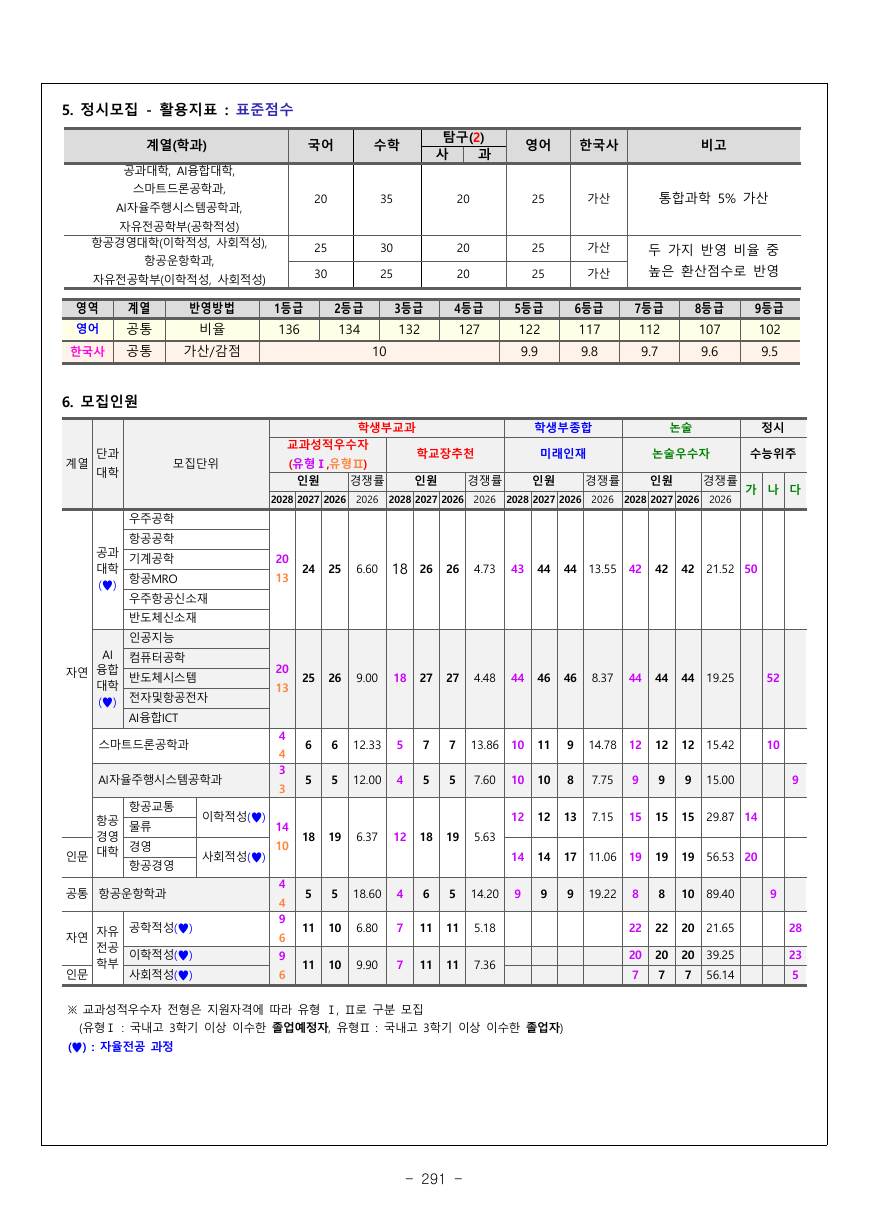 5. 정시모집 - 활용지표 : 표준점수
계열(학과) 국어 수학 탐구(2) 영어 한국사 비고
사 과
공과대학, AI융합대학,
스마트드론공학과,
AI자율주행시스템공학과,
자유전공학부(공학적성)
20 35 20 25 가산 통합과학 5% 가산
항공경영대학(이학적성, 사회적성),
항공운항학과,
자유전공학부(이학적성, 사회적성)
25 30 20 25 가산
30 25 20 25 가산
두 가지 반영 비율 중
높은 환산점수로 반영
영역 계열 반영방법 1등급 2등급 3등급 4등급 5등급 6등급 7등급 8등급 9등급
영어 공통 비율 136 134 132 127 122 117 112 107 102
한국사 공통 가산/감점 10 9.9 9.8 9.7 9.6 9.5
6. 모집인원
계열 단과 대학 모집단위 학생부교과 학생부종합 논술 정시
교과성적우수자 (유형Ⅰ,유형Ⅱ) 학교장추천 미래인재 논술우수자 수능위주
인원 경쟁률 인원 경쟁률 인원 경쟁률 인원 경쟁률 가 나 다
2028 2027 2026 2026 2028 2027 2026 2026 2028 2027 2026 2026 2028 2027 2026 2026
자연
공과 대학 (♥)
우주공학
항공공학
기계공학
항공MRO
우주항공신소재
반도체신소재
20 13 24 25 6.60 18 26 26 4.73 43 44 44 13.55 42 42 42 21.52 50
AI 융합 대학 (♥)
인공지능
컴퓨터공학
반도체시스템
전자및항공전자
AI융합ICT
20 13 25 26 9.00 18 27 27 4.48 44 46 46 8.37 44 44 44 19.25 52
스마트드론공학과 4 4 6 6 12.33 5 7 7 13.86 10 11 9 14.78 12 12 12 15.42 10
AI자율주행시스템공학과 3 3 5 5 12.00 4 5 5 7.60 10 10 8 7.75 9 9 9 15.00 9
항공 경영 대학
항공교통
물류
이학적성(♥)
14 10 18 19 6.37 12 18 19 5.63
12 12 13 7.15 15 15 15 29.87 14
인문
경영
항공경영
사회적성(♥)
14 14 17 11.06 19 19 19 56.53 20
공통 항공운항학과 4 4 5 5 18.60 4 6 5 14.20 9 9 9 19.22 8 8 10 89.40 9
자연 자유 전공 학부 공학적성(♥) 9 6 11 10 6.80 7 11 11 5.18 22 22 20 21.65 28
이학적성(♥) 9 6 11 10 9.90 7 11 11 7.36 20 20 20 39.25 23
인문 사회적성(♥) 7 7 7 56.14 5
※ 교과성적우수자 전형은 지원자격에 따라 유형 Ⅰ, Ⅱ로 구분 모집
(유형Ⅰ : 국내고 3학기 이상 이수한 졸업예정자, 유형Ⅱ : 국내고 3학기 이상 이수한 졸업자)
(♥) : 자율전공 과정
- 291 -